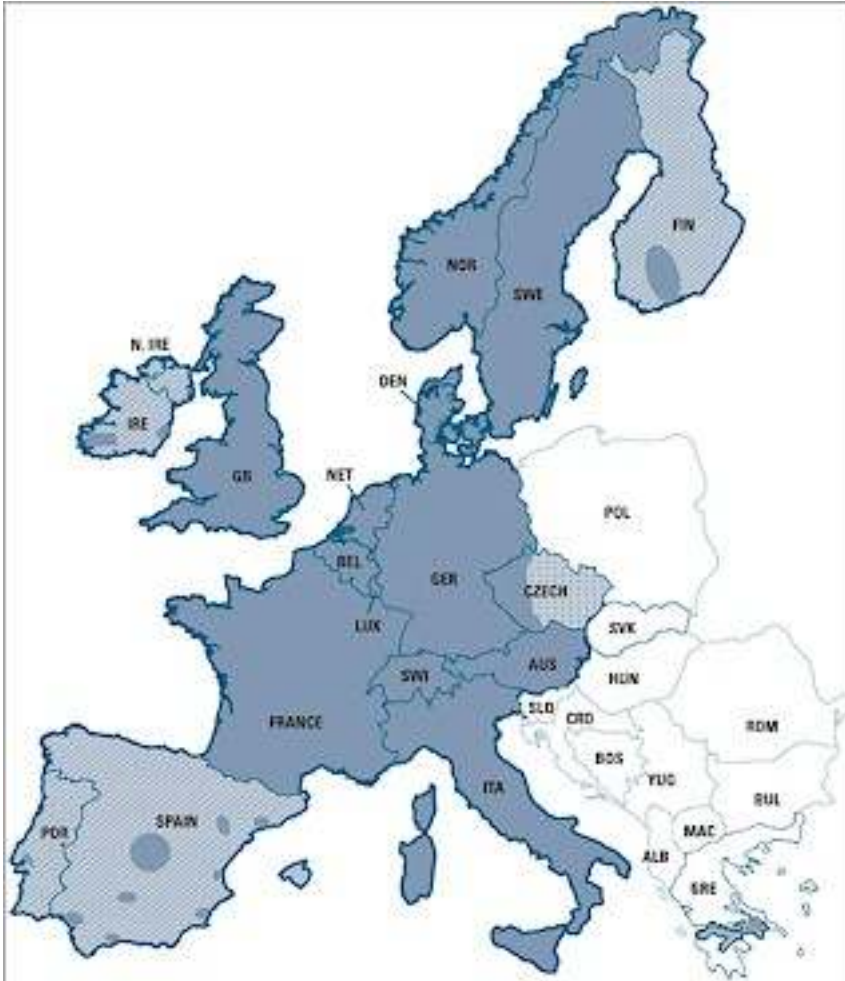 FIN
NOR
SWE
N. IRE
DEN
IRE
GB
NET
POL
BEL
GER
CZECH
LUX
SVK
SWI
AUS
HUN
SLO
CRO
FRANCE
ROM
BOS
YUG
ITA
BUL
SPAIN
POR
MAC
ALB
GRE